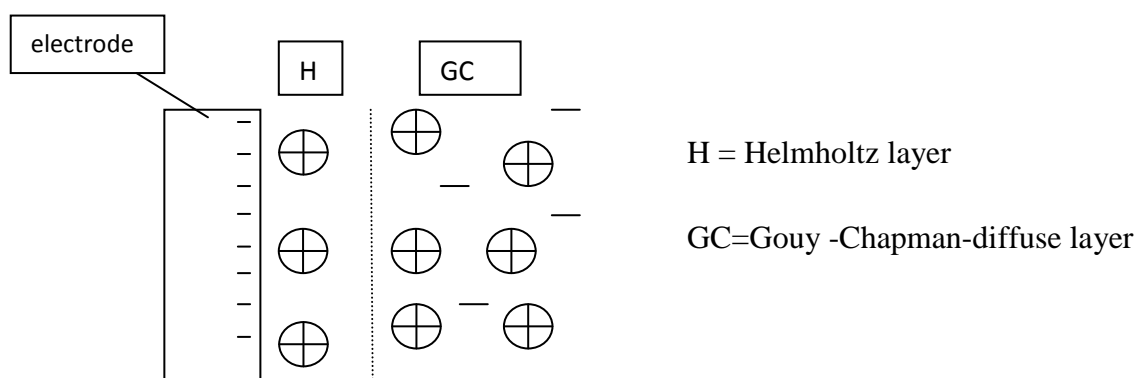 electrode
H
GC
H = Helmholtz layer
GC=Gouy -Chapman-diffuse layer